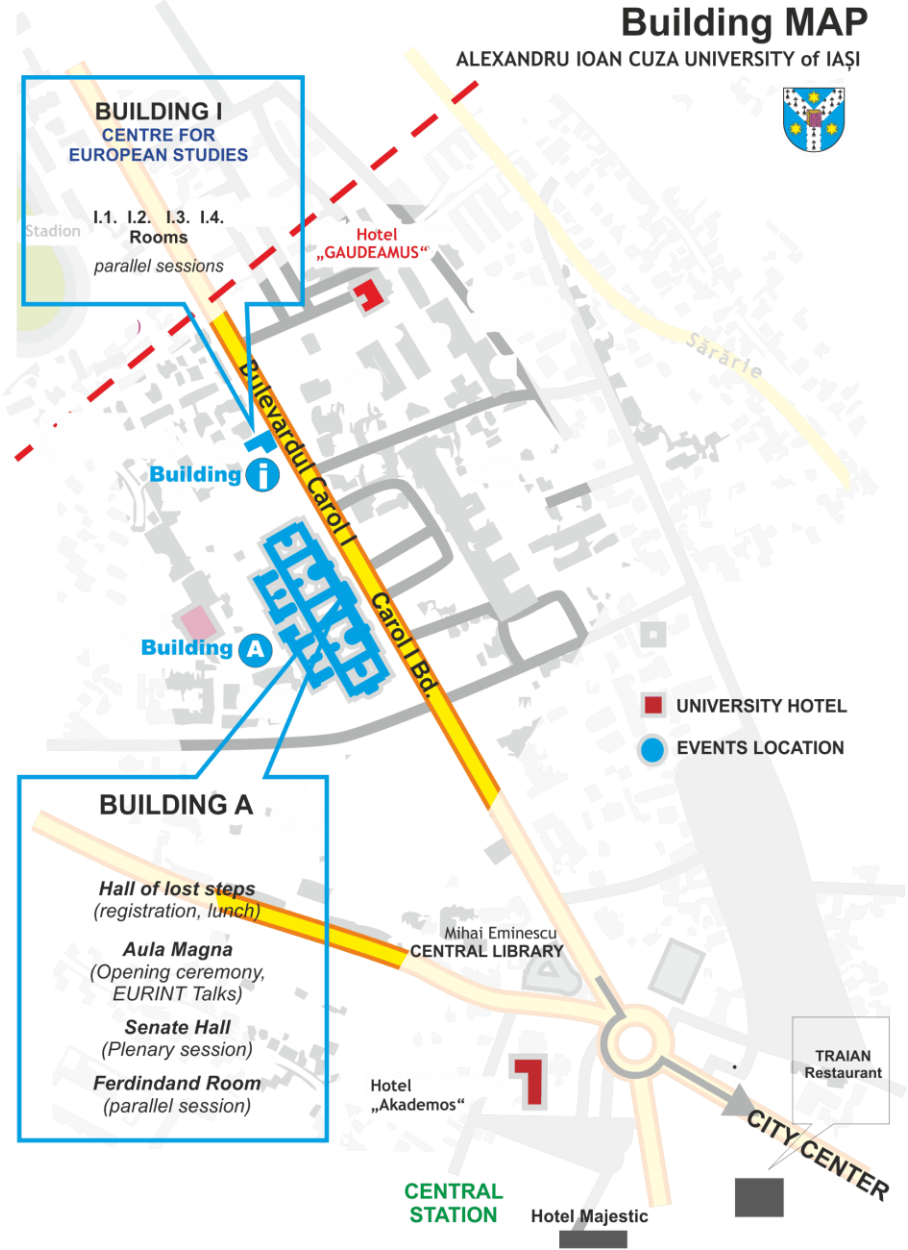 Building MAP
ALEXANDRU IOAN CUZA UNIVERSITY of IAȘI
BUILDING I
CENTRE FOR
EUROPEAN STUDIES
I.1. I.2. I.3. I.4.
Rooms
parallel sessions
Stadion
Hotel
„GAUDEAMUS“
Sărărie
Bulevardul Carol I
Building i
Carol I Bd.
Building A
UNIVERSITY HOTEL
EVENTS LOCATION
BUILDING A
Hall of lost steps
(registration, lunch)
Aula Magna
(Opening ceremony,
EURINT Talks)
Senate Hall
(Plenary session)
Ferdindand Room
(parallel session)
Mihai Eminescu
CENTRAL LIBRARY
Hotel
„Akademos“
TRAIAN
Restaurant
CITY CENTER
CENTRAL
STATION
Hotel Majestic